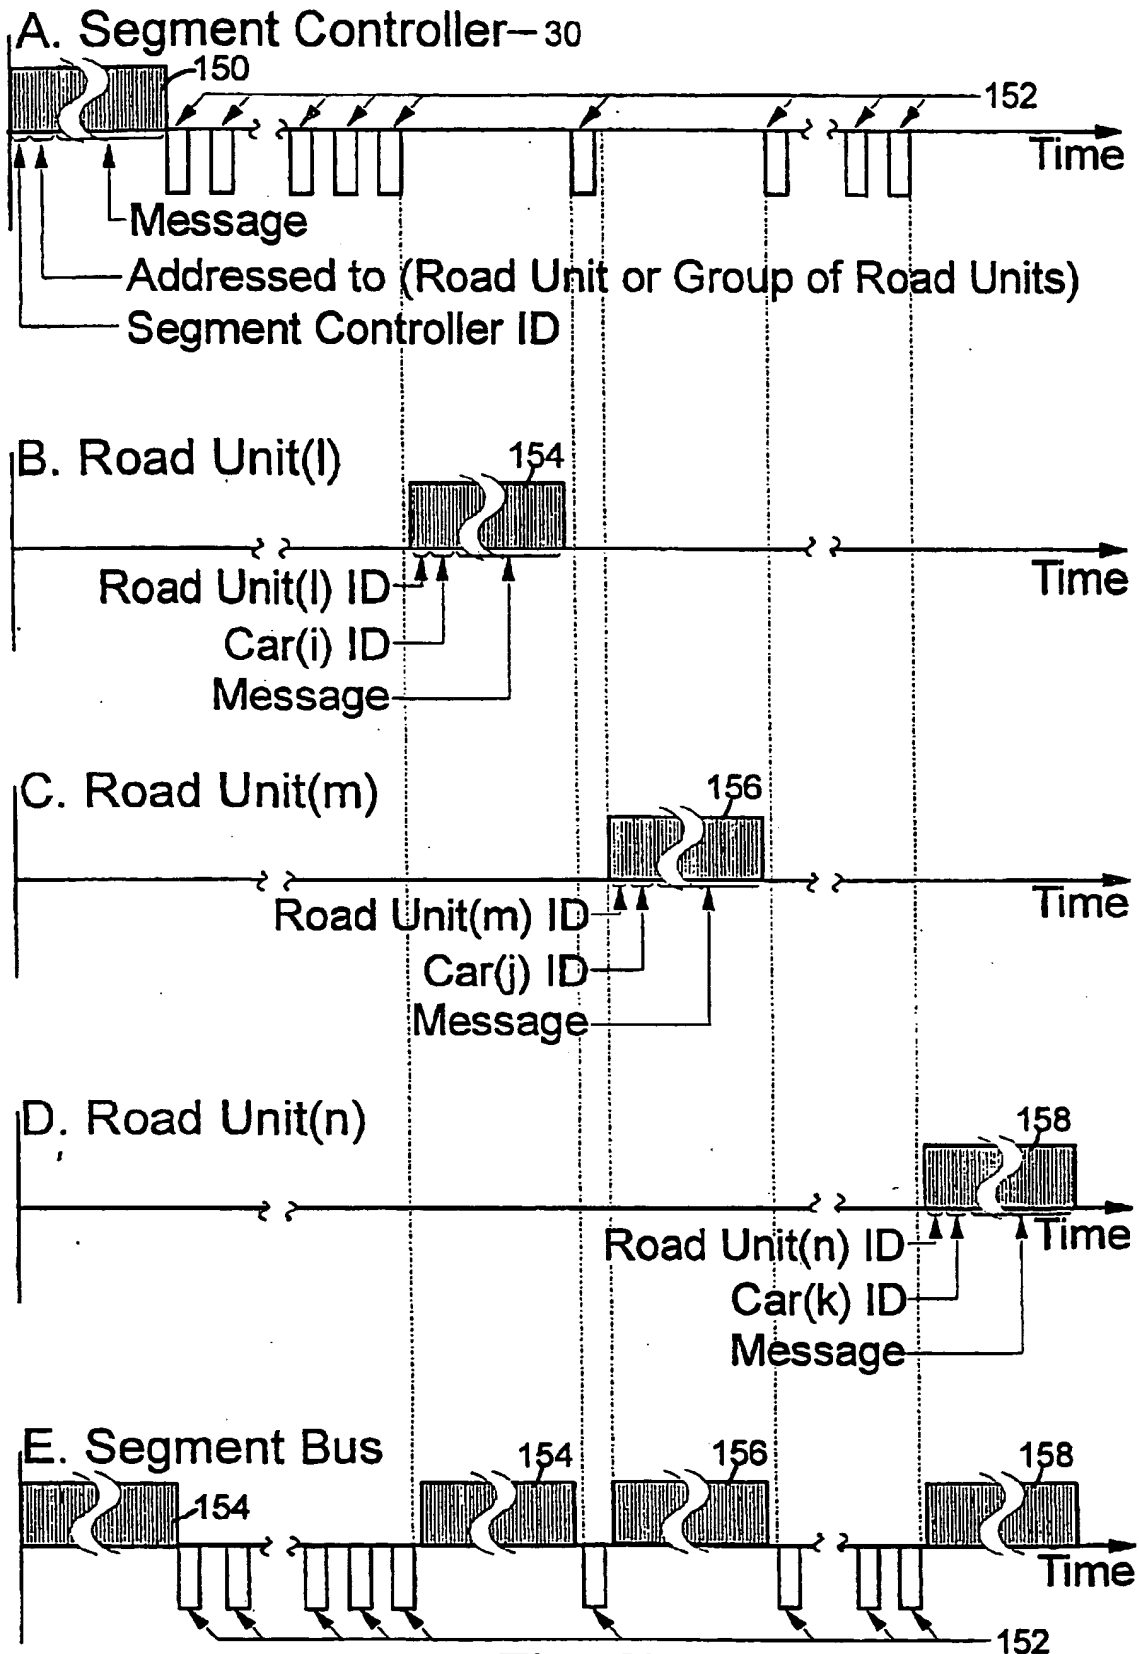 A. Segment Controller—30
150
152
Time
Message
Addressed to (Road Unit or Group of Road Units)
Segment Controller ID
B. Road Unit(l)
154
Time
Road Unit(l) ID
Car(i) ID
Message
C. Road Unit(m)
156
Time
Road Unit(m) ID
Car(j) ID
Message
D. Road Unit(n)
158
Time
Road Unit(n) ID
Car(k) ID
Message
E. Segment Bus
154
156
158
154
Time
152